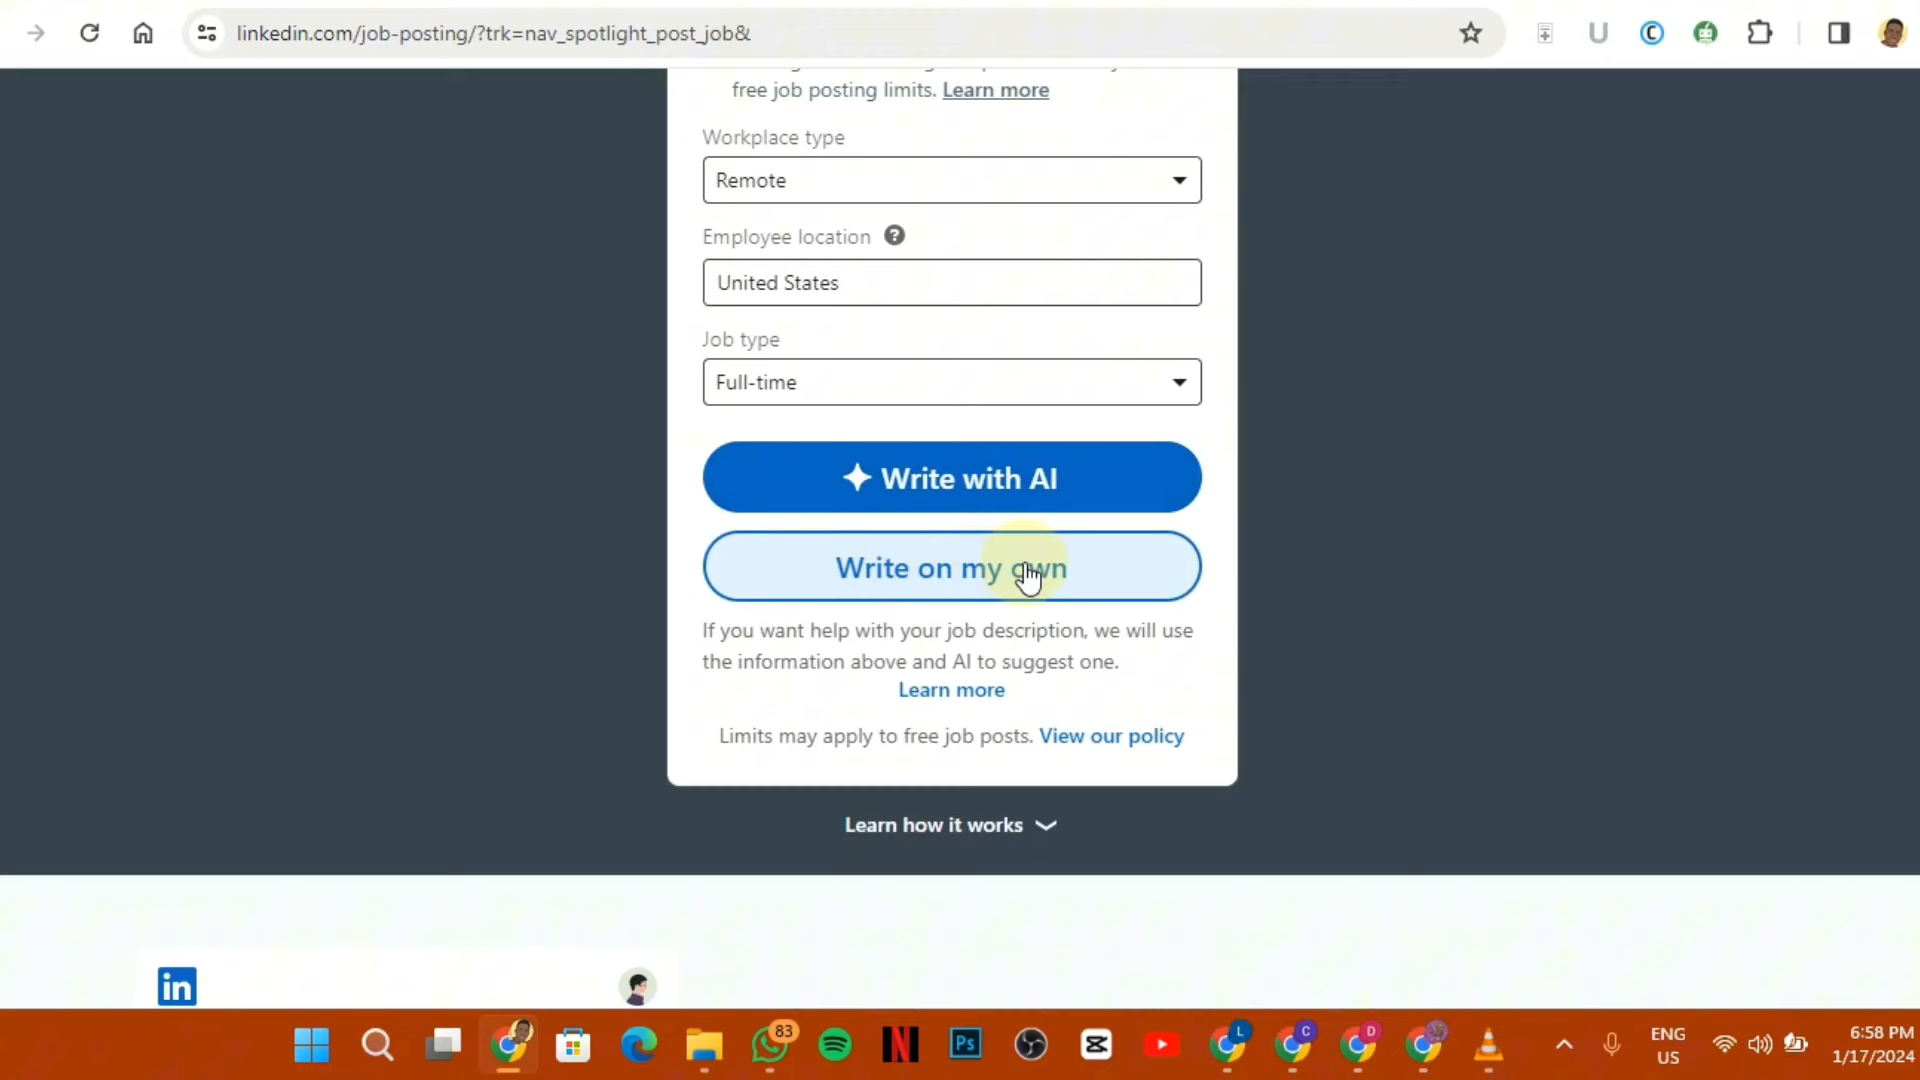 linkedin.com/job-posting/?trk=nav_spotlight_post_job&
free job posting limits. Learn more
Workplace type
Remote
Employee location ?
United States
Job type
Full-time
Write with AI
Write on my own
If you want help with your job description, we will use
the information above and AI to suggest one.
Learn more
Limits may apply to free job posts. View our policy
Learn how it works
in
83
N
Ps
L
C
D
ENG
US
6:58 PM
1/17/2024